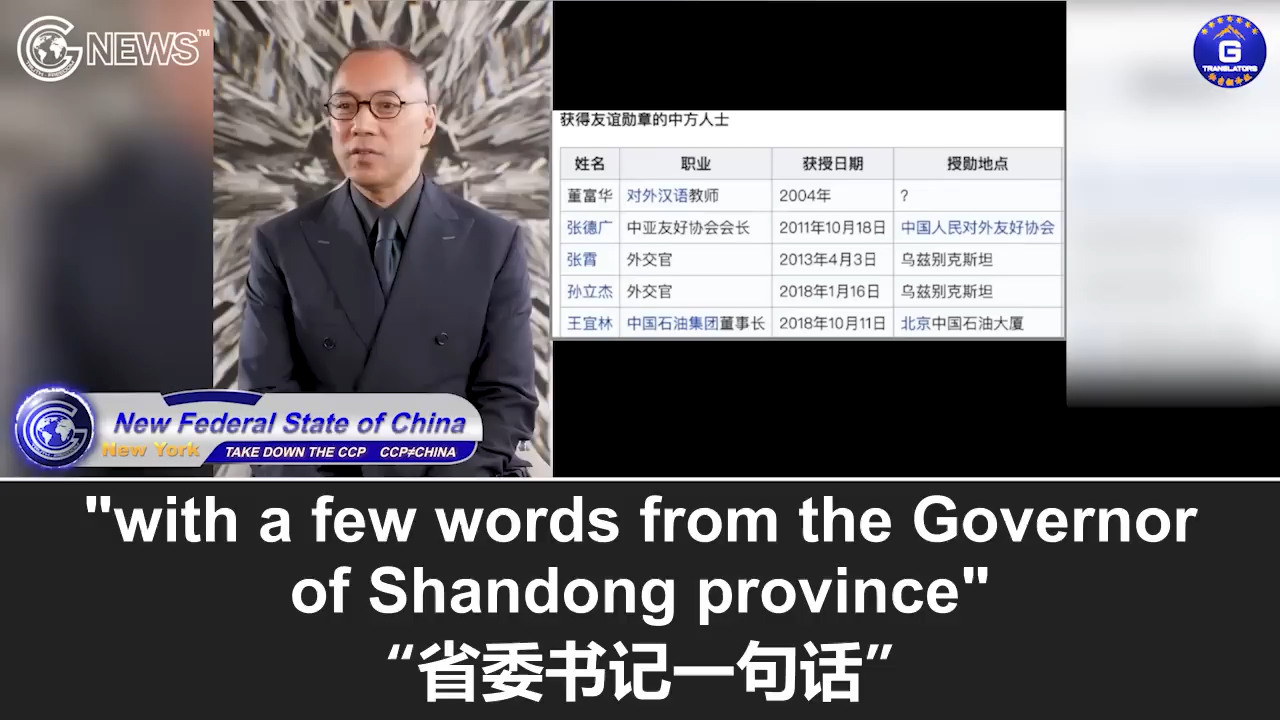 GNEWS™
TRUTH · FREEDOM
G
TRANSLATORS
获得友谊勋章的中方人士
姓名 职业 获授日期 授勋地点
董富华 对外汉语教师 2004年 ?
张德广 中亚友好协会会长 2011年10月18日 中国人民对外友好协会
张霄 外交官 2013年4月3日 乌兹别克斯坦
孙立杰 外交官 2018年1月16日 乌兹别克斯坦
王宜林 中国石油集团董事长 2018年10月11日 北京中国石油大厦
New Federal State of China
New York
TAKE DOWN THE CCP CCP≠CHINA
"with a few words from the Governor
of Shandong province"
“省委书记一句话”